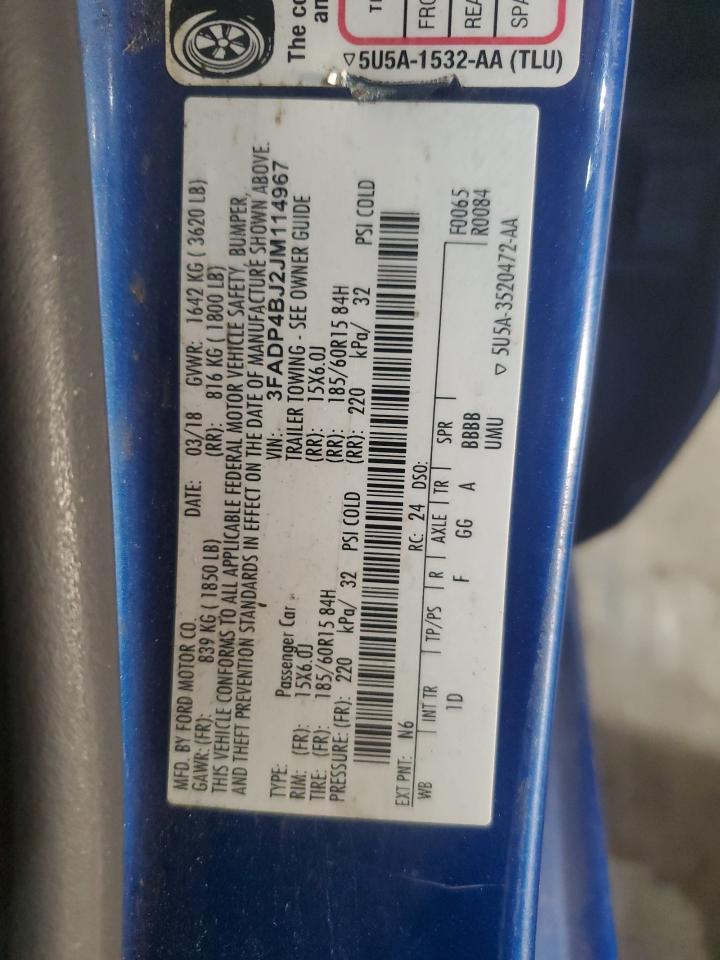 The co
an
TI
FRO
REA
SPA
▽5U5A-1532-AA (TLU)
MFD. BY FORD MOTOR CO. DATE: 03/18 GVWR: 1642 KG ( 3620 LB)
GAWR: (FR): 839 KG ( 1850 LB) (RR): 816 KG ( 1800 LB)
THIS VEHICLE CONFORMS TO ALL APPLICABLE FEDERAL MOTOR VEHICLE SAFETY, BUMPER,
AND THEFT PREVENTION STANDARDS IN EFFECT ON THE DATE OF MANUFACTURE SHOWN ABOVE.
VIN: 3FADP4BJ2JM114967
TYPE: Passenger Car TRAILER TOWING - SEE OWNER GUIDE
RIM: (FR): 15X6.0J (RR): 15X6.0J
TIRE: (FR): 185/60R15 84H (RR): 185/60R15 84H
PRESSURE: (FR): 220 kPa/ 32 PSI COLD (RR): 220 kPa/ 32 PSI COLD
EXT PNT: N6 RC: 24 DSO: F0065
WB INT TR TP/PS R AXLE TR SPR R0084
1D F GG A BBBB
UMU
▽ 5U5A-3520472-AA